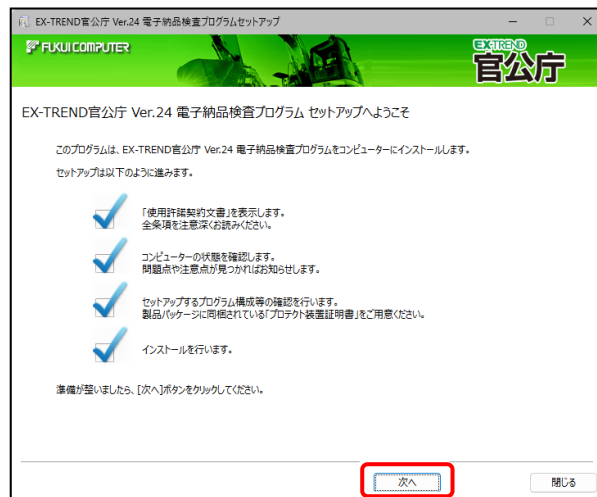 EX-TREND官公庁 Ver.24 電子納品検査プログラムセットアップ
FUKUI COMPUTER
EX-TREND
官公庁
EX-TREND官公庁 Ver.24 電子納品検査プログラム セットアップへようこそ
このプログラムは、EX-TREND官公庁 Ver.24 電子納品検査プログラムをコンピューターにインストールします。
セットアップは以下のように進みます。
「使用許諾契約文書」を表示します。
全条項を注意深くお読みください。
コンピューターの状態を確認します。
問題点や注意点が見つかればお知らせします。
セットアップするプログラム構成等の確認を行います。
製品パッケージに同梱されている「プロテクト装置証明書」をご用意ください。
インストールを行います。
準備が整いましたら、[次へ]ボタンをクリックしてください。
次へ
閉じる